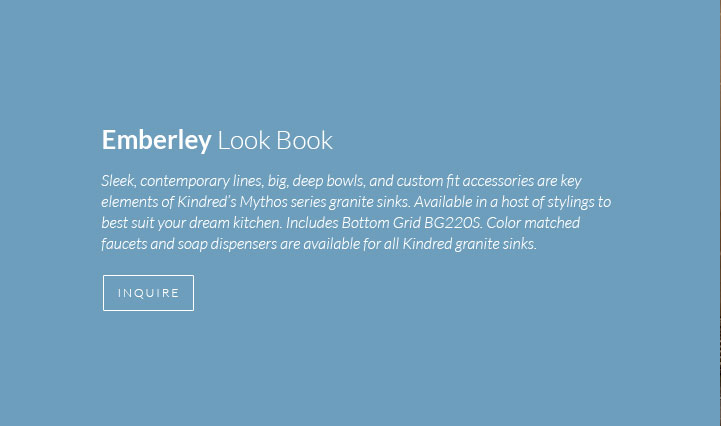 Emberley Look Book
Sleek, contemporary lines, big, deep bowls, and custom fit accessories are key
elements of Kindred's Mythos series granite sinks. Available in a host of stylings to
best suit your dream kitchen. Includes Bottom Grid BG220S. Color matched
faucets and soap dispensers are available for all Kindred granite sinks.
INQUIRE